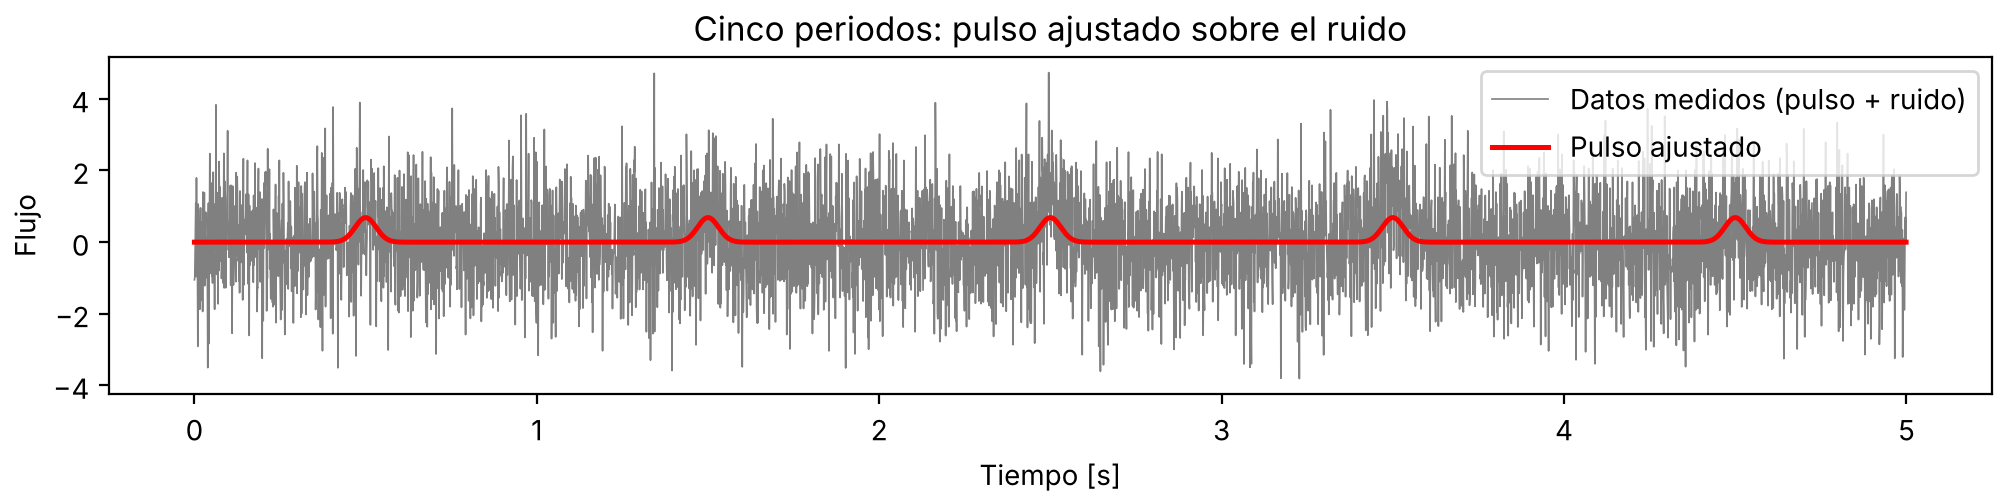 Cinco periodos: pulso ajustado sobre el ruido
Datos medidos (pulso + ruido)
Pulso ajustado
Flujo
4
2
0
−2
−4
0 1 2 3 4 5
Tiempo [s]